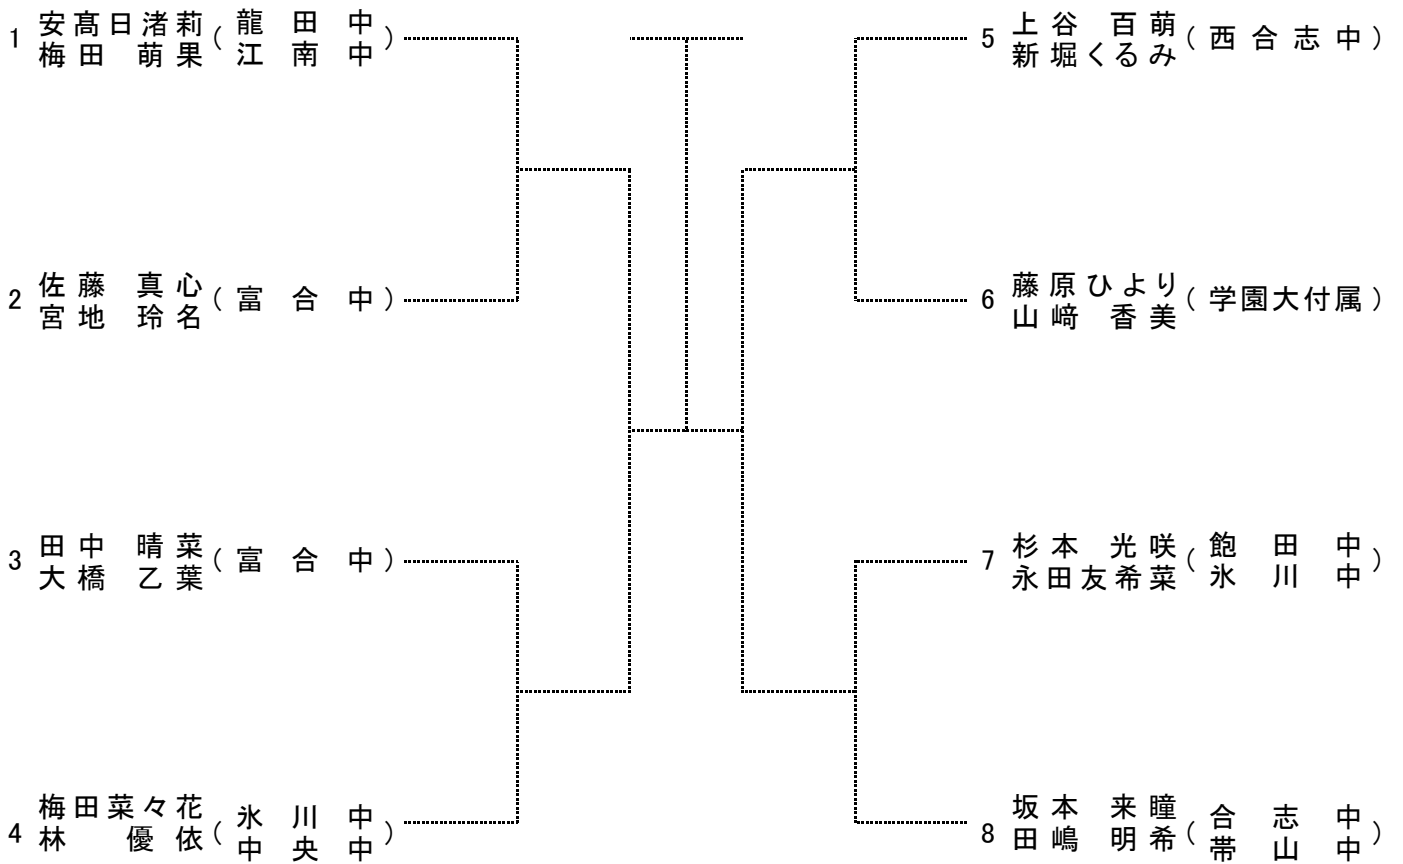 1 安髙日渚莉 (龍田中)
梅田萌果 (江南中)
2 佐藤真心 (富合中)
宮地玲名
3 田中晴菜 (富合中)
大橋乙葉
4 梅田菜々花 (氷川中)
林優依 (中央中)
5 上谷百萌 (西合志中)
新堀くるみ
6 藤原ひより (学園大付属)
山﨑香美
7 杉本光咲 (飽田中)
永田友希菜 (氷川中)
8 坂本来瞳 (合志中)
田嶋明希 (帯山中)